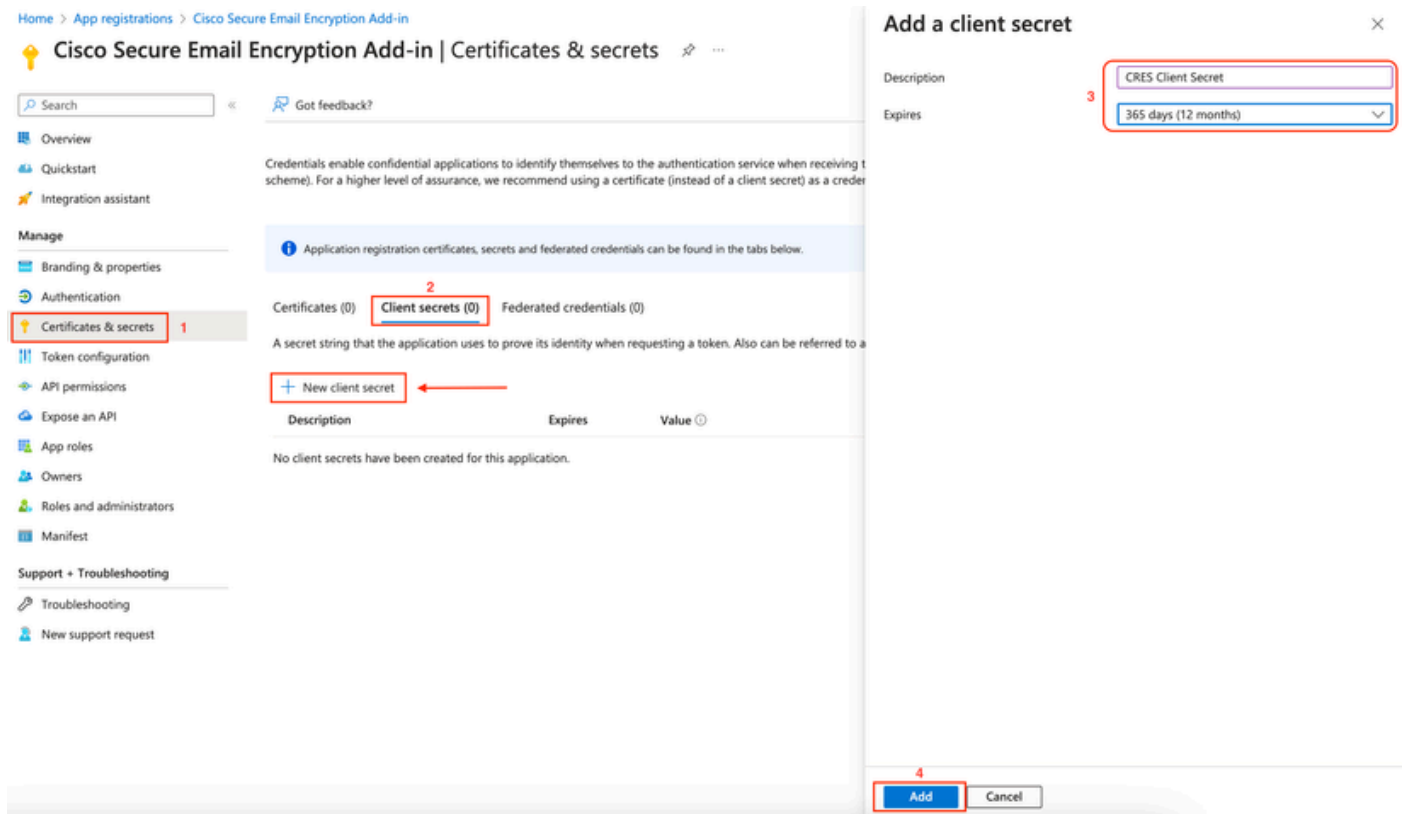 Home > App registrations > Cisco Secure Email Encryption Add-in
Cisco Secure Email Encryption Add-in | Certificates & secrets
Search
Got feedback?
Overview
Quickstart
Integration assistant
Manage
Branding & properties
Authentication
Certificates & secrets 1
Token configuration
API permissions
Expose an API
App roles
Owners
Roles and administrators
Manifest
Support + Troubleshooting
Troubleshooting
New support request
Credentials enable confidential applications to identify themselves to the authentication service when receiving t
scheme). For a higher level of assurance, we recommend using a certificate (instead of a client secret) as a creder
Application registration certificates, secrets and federated credentials can be found in the tabs below.
2
Certificates (0) Client secrets (0) Federated credentials (0)
A secret string that the application uses to prove its identity when requesting a token. Also can be referred to a
+ New client secret
Description Expires Value
No client secrets have been created for this application.
Add a client secret
Description CRES Client Secret
3
Expires 365 days (12 months)
4
Add Cancel